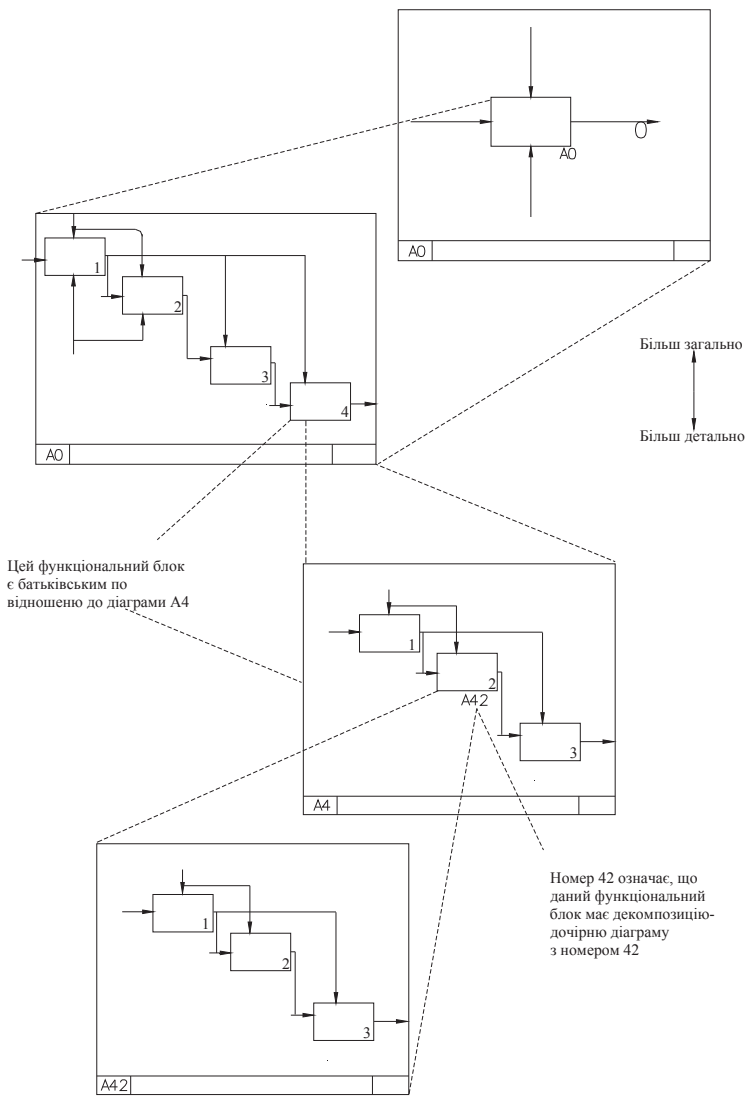 0
A0
A0
1
2
3
4
A0
Більш загально
Більш детально
Цей функціональний блок
є батьківським по
відношеню до діаграми А4
1
2
A42
3
A4
Номер 42 означає, що
даний функціональний
блок має декомпозицію-
дочірню діаграму
з номером 42
1
2
3
A42